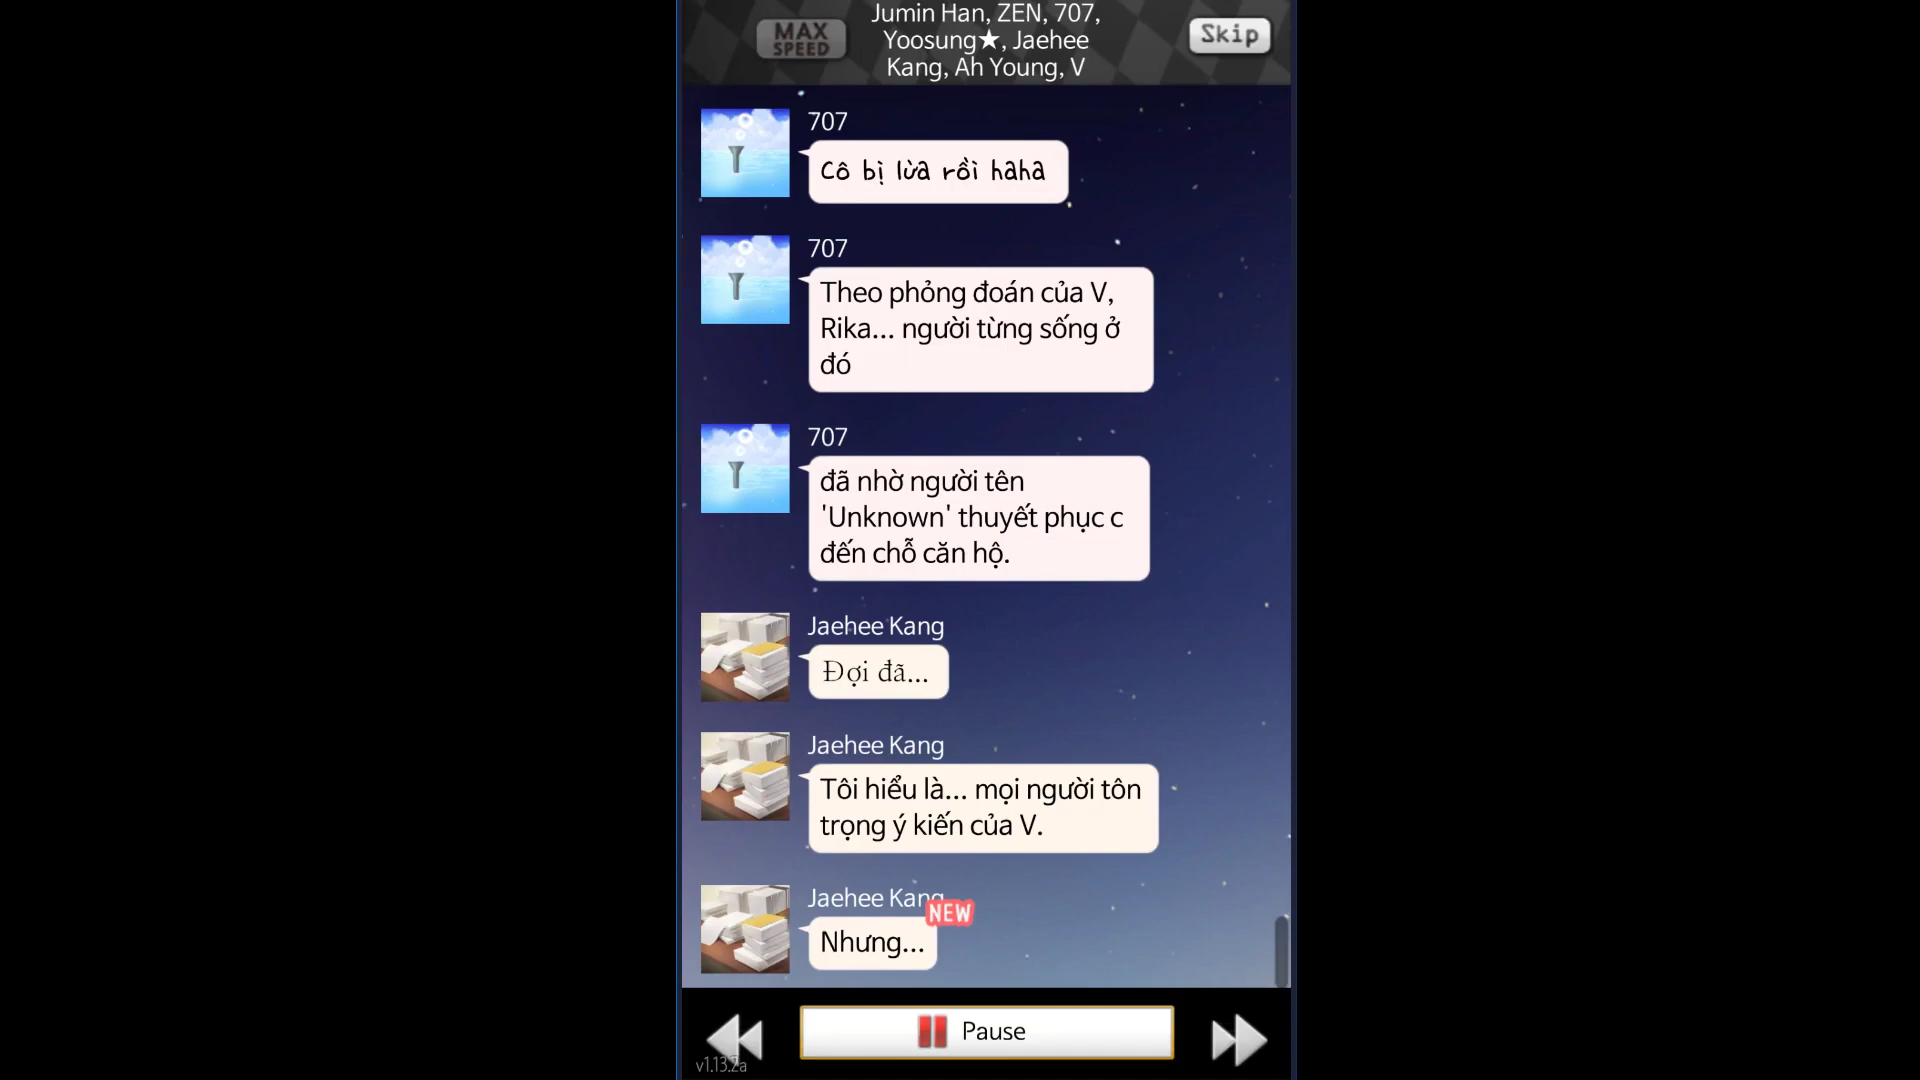 MAX
SPEED
Jumin Han, ZEN, 707,
Yoosung★, Jaehee
Kang, Ah Young, V
Skip
707
Cô bị lừa rồi haha
707
Theo phỏng đoán của V,
Rika... người từng sống ở
đó
707
đã nhờ người tên
'Unknown' thuyết phục c
đến chỗ căn hộ.
Jaehee Kang
Đợi đã...
Jaehee Kang
Tôi hiểu là... mọi người tôn
trọng ý kiến của V.
Jaehee Kang
NEW
Nhưng...
Pause
v1.13.2a